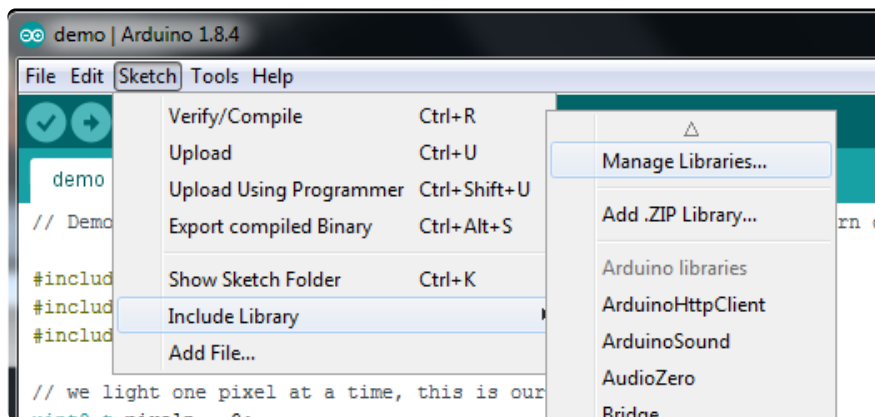 demo | Arduino 1.8.4
File Edit Sketch Tools Help
Verify/Compile Ctrl+R
Upload Ctrl+U
Upload Using Programmer Ctrl+Shift+U
Export compiled Binary Ctrl+Alt+S
Show Sketch Folder Ctrl+K
Include Library
Add File...
Manage Libraries...
Add .ZIP Library...
Arduino libraries
ArduinoHttpClient
ArduinoSound
AudioZero
Bridge
demo
// Demo
#includ
#includ
#includ
// we light one pixel at a time, this is our